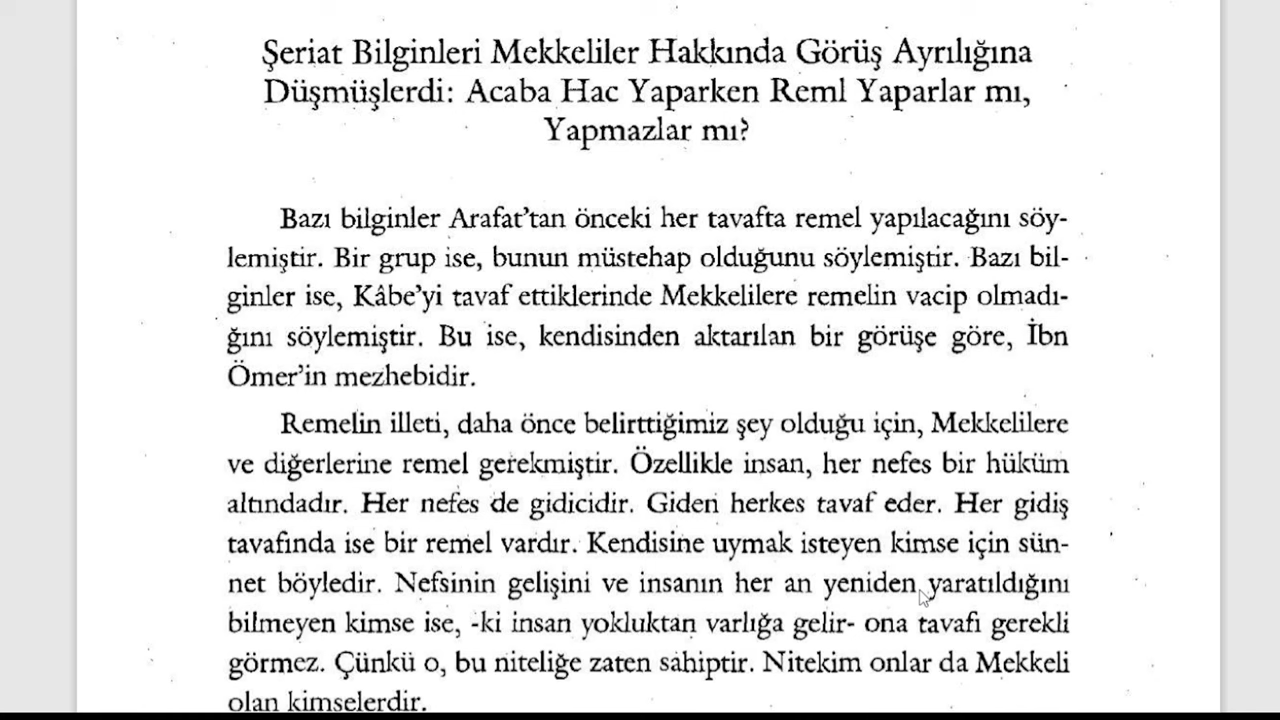 Şeriat Bilginleri Mekkeliler Hakkında Görüş Ayrılığına
Düşmüşlerdi: Acaba Hac Yaparken Reml Yaparlar mı,
Yapmazlar mı?
Bazı bilginler Arafat’tan önceki her tavafta remel yapılacağını söy-
lemiştir. Bir grup ise, bunun müstehap olduğunu söylemiştir. Bazı bil-
ginler ise, Kâbe’yi tavaf ettiklerinde Mekkelilere remelin vacip olmadı-
ğını söylemiştir. Bu ise, kendisinden aktarılan bir görüşe göre, İbn
Ömer’in mezhebidir.
Remelin illeti, daha önce belirttiğimiz şey olduğu için, Mekkelilere
ve diğerlerine remel gerekmiştir. Özellikle insan, her nefes bir hüküm
altındadır. Her nefes de gidicidir. Giden herkes tavaf eder. Her gidiş
tavafında ise bir remel vardır. Kendisine uymak isteyen kimse için sün-
net böyledir. Nefsinin gelişini ve insanın her an yeniden yaratıldığını
bilmeyen kimse ise, -ki insan yokluktan varlığa gelir- ona tavafı gerekli
görmez. Çünkü o, bu niteliğe zaten sahiptir. Nitekim onlar da Mekkeli
olan kimselerdir.